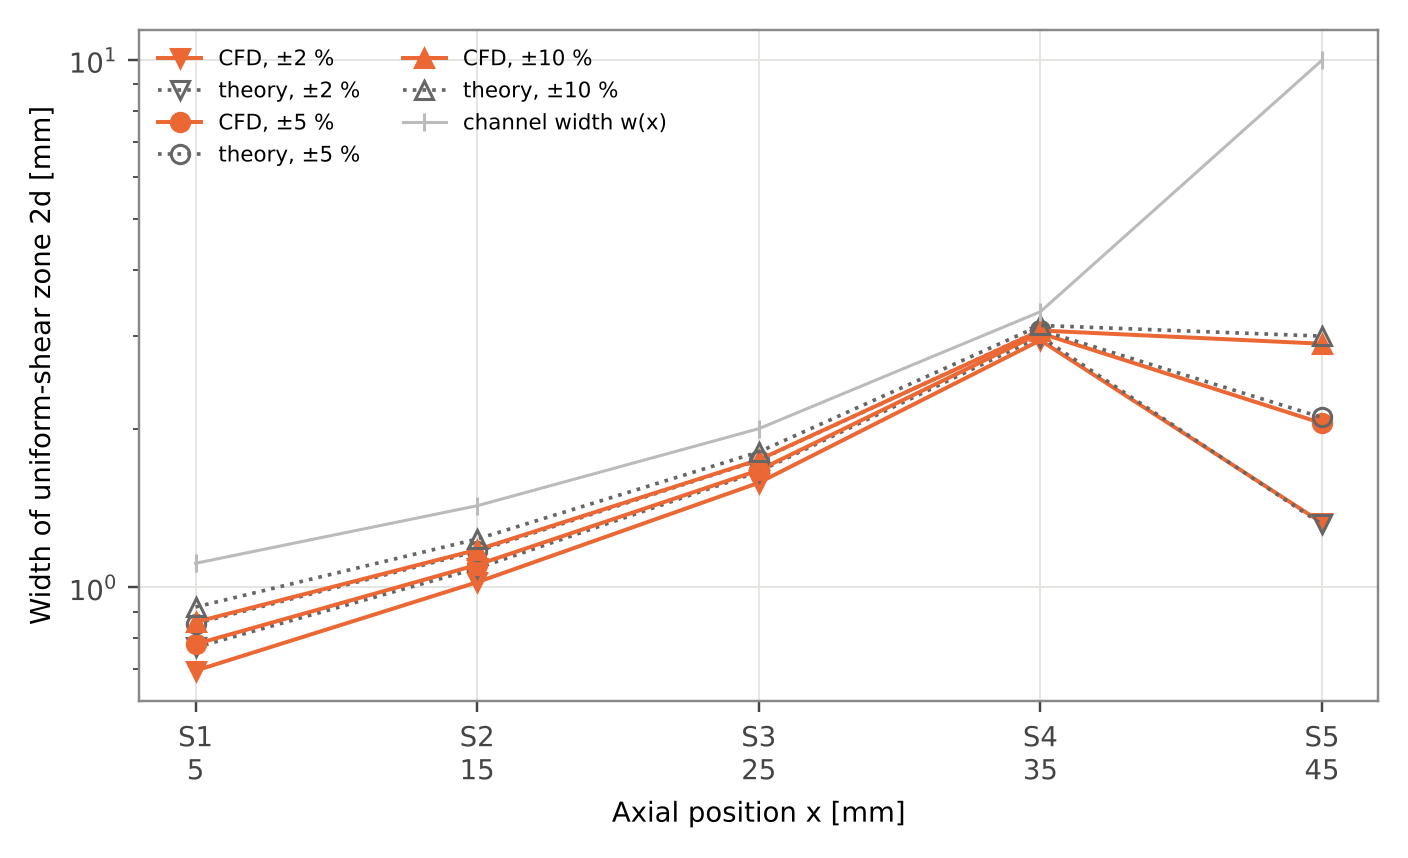 10¹
10⁰
Width of uniform-shear zone 2d [mm]
CFD, ±2 %
theory, ±2 %
CFD, ±5 %
theory, ±5 %
CFD, ±10 %
theory, ±10 %
channel width w(x)
S1 S2 S3 S4 S5
5 15 25 35 45
Axial position x [mm]